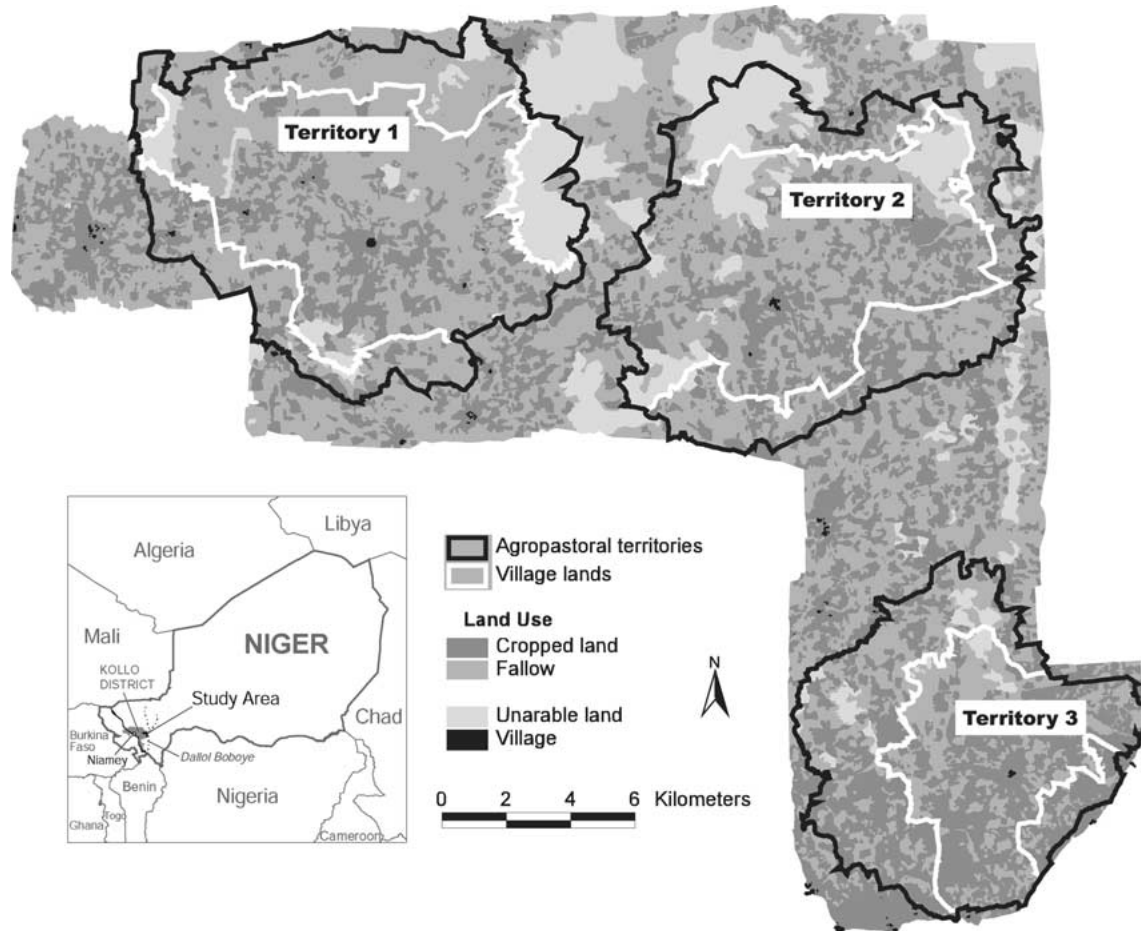 Territory 1
Territory 2
Territory 3
Algeria
Libya
Mali
NIGER
KOLLO
DISTRICT
Study Area
Chad
Burkina
Faso
Niamey
Dallol Boboye
Benin
Nigeria
Ghana
Togo
Cameroon
Agropastoral territories
Village lands
Land Use
Cropped land
Fallow
Unarable land
Village
N
0 2 4 6 Kilometers